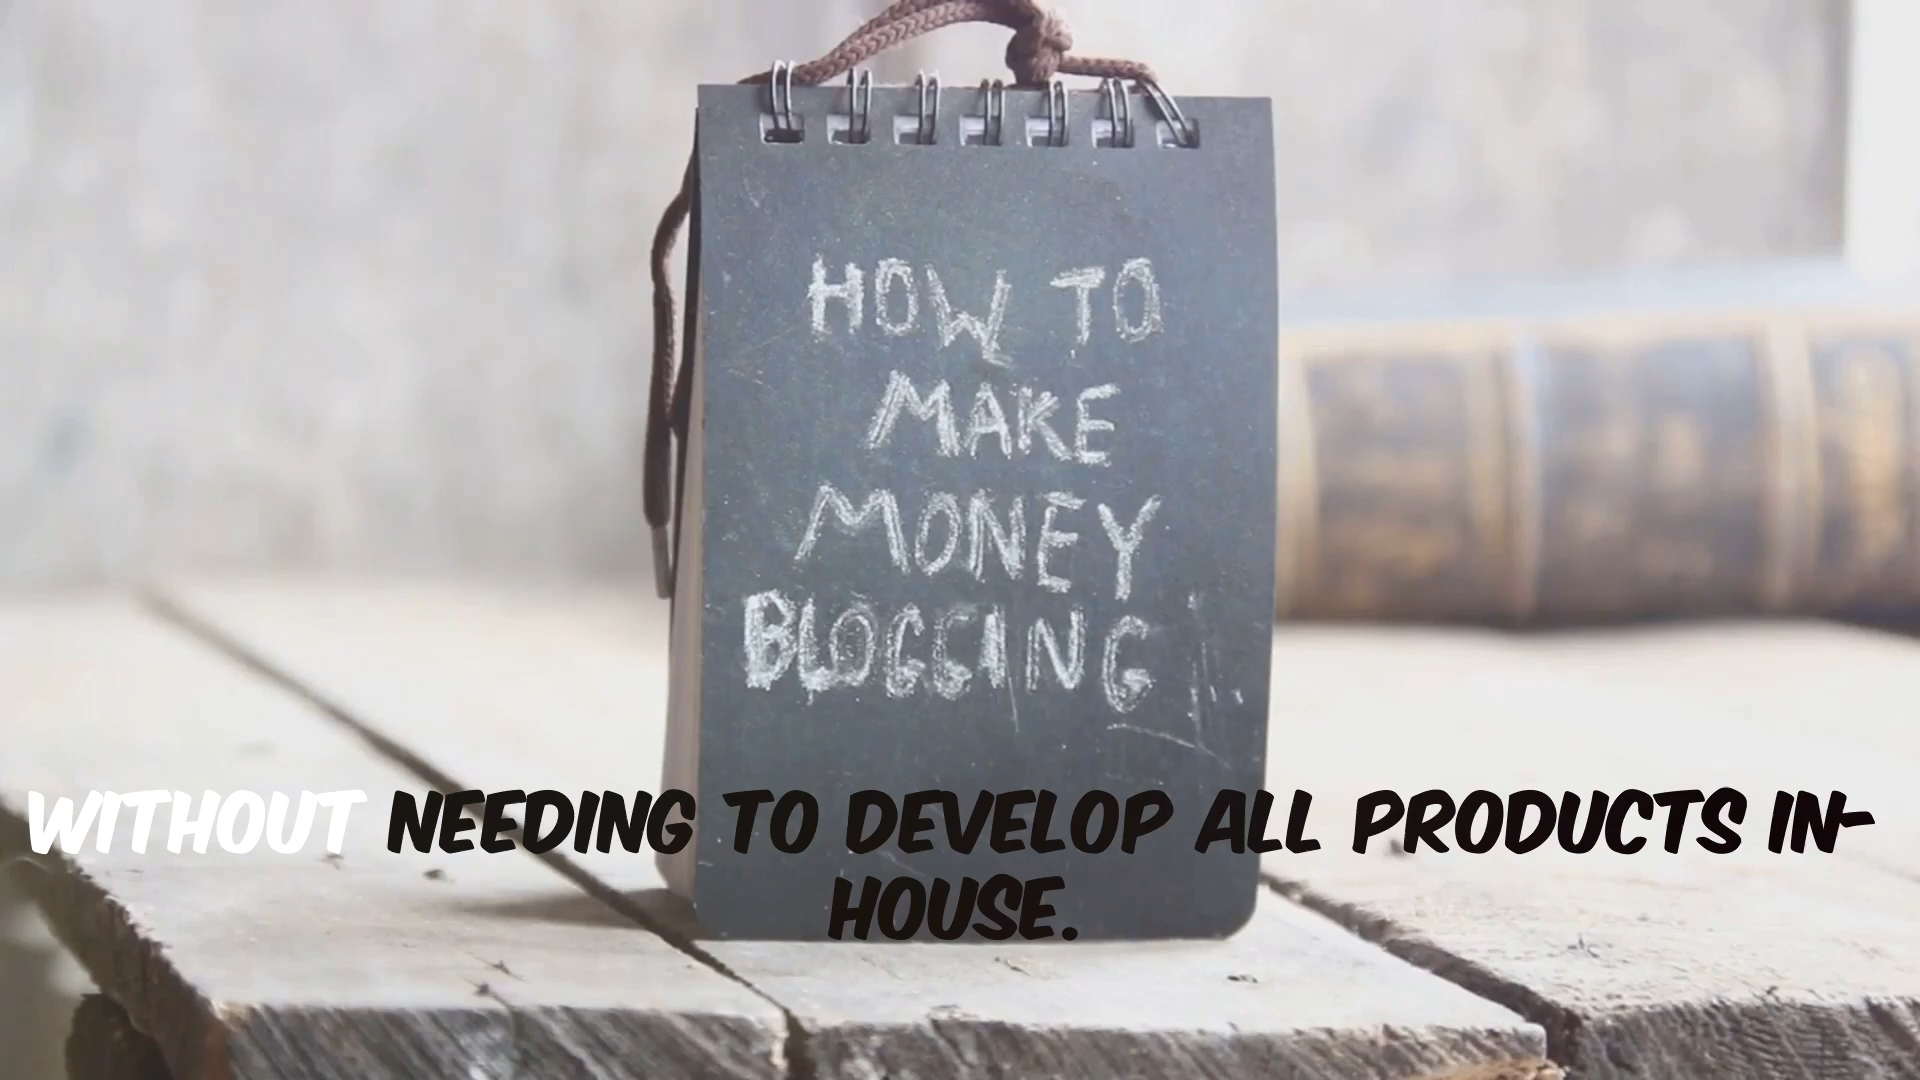 HOW TO
MAKE
MONEY
BLOGGING
WITHOUT NEEDING TO DEVELOP ALL PRODUCTS IN-
HOUSE.